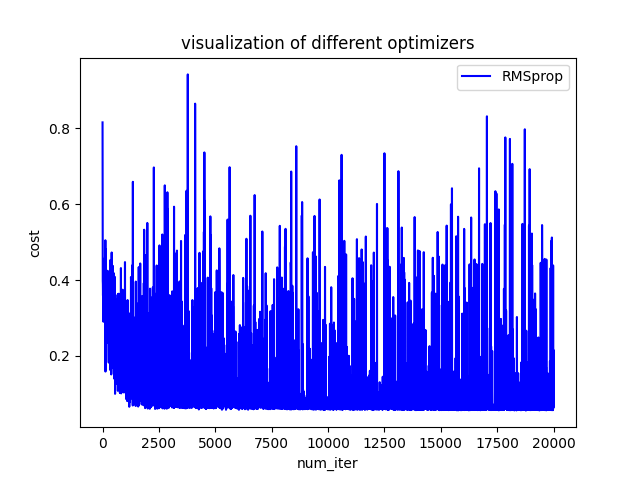 visualization of different optimizers
RMSprop
0.8
0.6
0.4
0.2
cost
0 2500 5000 7500 10000 12500 15000 17500 20000
num_iter